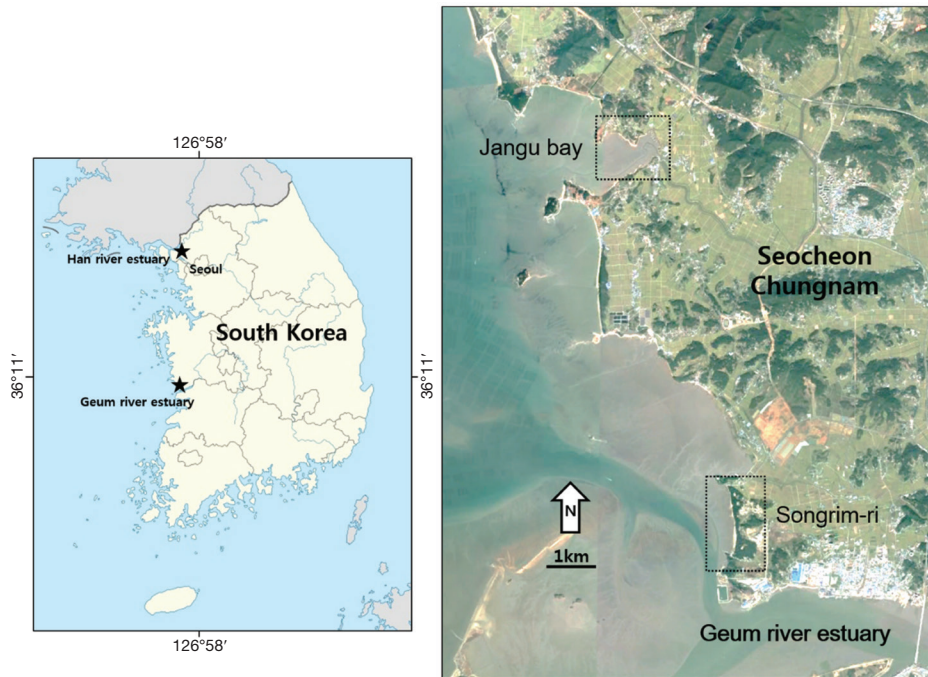 126°58′
Han river estuary
Seoul
South Korea
36°11′
36°11′
Geum river estuary
126°58′
Jangu bay
Seocheon
Chungnam
N
1km
Songrim-ri
Geum river estuary